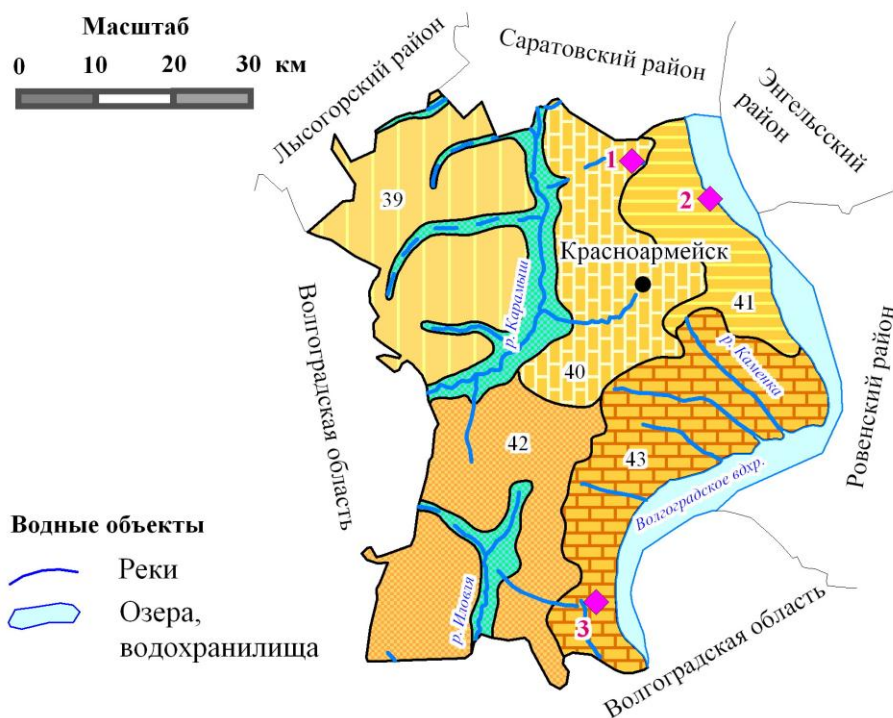 Масштаб
0 10 20 30 км
Лысогорский район
Саратовский район
Энгельсский
район
1
39
2
Красноармейск
р. Карамыш
41
Волгоградская область
р. Каменка
40
Ровенский район
42
43
Волгоградское вдхр.
Водные объекты
Реки
Озера,
водохранилища
р. Иловля
3
Волгоградская область